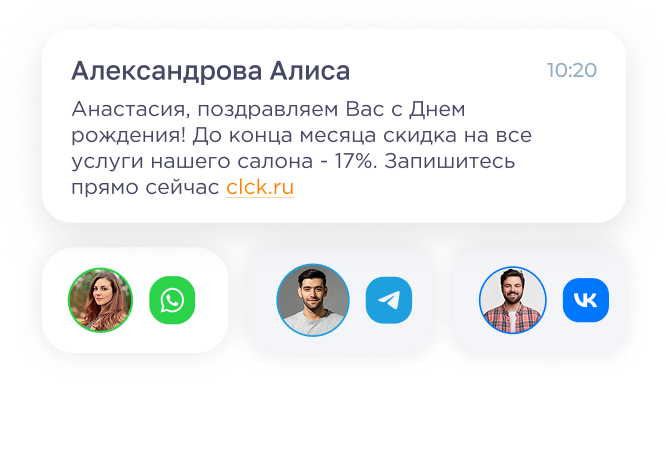 Александрова Алиса 10:20
Анастасия, поздравляем Вас с Днем
рождения! До конца месяца скидка на все
услуги нашего салона - 17%. Запишитесь
прямо сейчас clck.ru